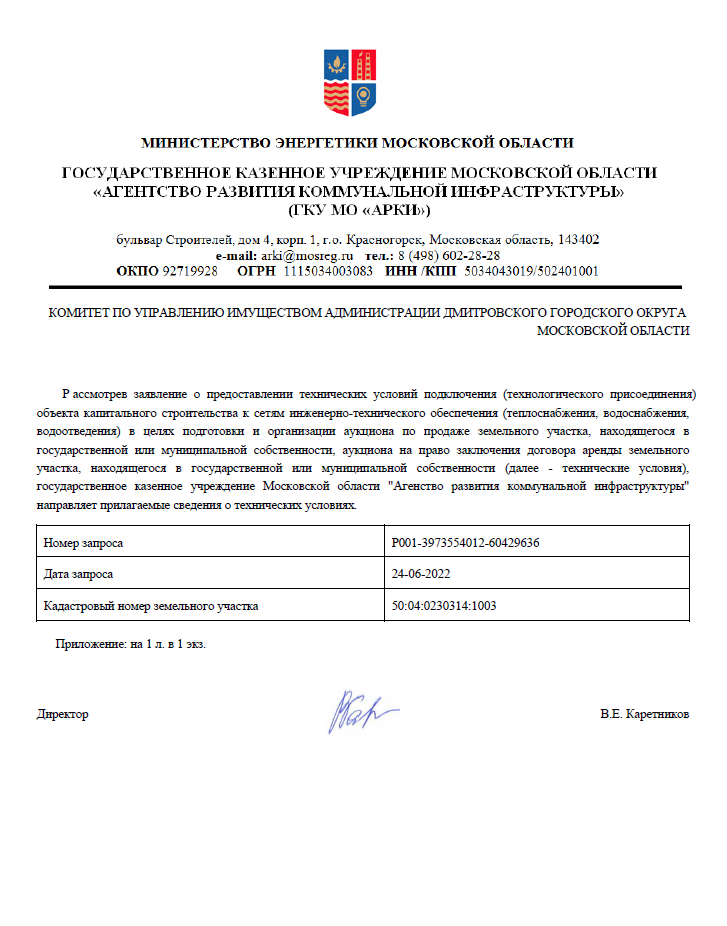 МИНИСТЕРСТВО ЭНЕРГЕТИКИ МОСКОВСКОЙ ОБЛАСТИ
ГОСУДАРСТВЕННОЕ КАЗЕННОЕ УЧРЕЖДЕНИЕ МОСКОВСКОЙ ОБЛАСТИ
«АГЕНТСТВО РАЗВИТИЯ КОММУНАЛЬНОЙ ИНФРАСТРУКТУРЫ»
(ГКУ МО «АРКИ»)
бульвар Строителей, дом 4, корп. 1, г.о. Красногорск, Московская область, 143402
e-mail: arki@mosreg.ru тел.: 8 (498) 602-28-28
ОКПО 92719928 ОГРН 1115034003083 ИНН /КПП 5034043019/502401001
КОМИТЕТ ПО УПРАВЛЕНИЮ ИМУЩЕСТВОМ АДМИНИСТРАЦИИ ДМИТРОВСКОГО ГОРОДСКОГО ОКРУГА
МОСКОВСКОЙ ОБЛАСТИ
Р ассмотрев заявление о предоставлении технических условий подключения (технологического присоединения)
объекта капитального строительства к сетям инженерно-технического обеспечения (теплоснабжения, водоснабжения,
водоотведения) в целях подготовки и организации аукциона по продаже земельного участка, находящегося в
государственной или муниципальной собственности, аукциона на право заключения договора аренды земельного
участка, находящегося в государственной или муниципальной собственности (далее - технические условия),
государственное казенное учреждение Московской области "Агенство развития коммунальной инфраструктуры"
направляет прилагаемые сведения о технических условиях.
Номер запроса P001-3973554012-60429636
Дата запроса 24-06-2022
Кадастровый номер земельного участка 50:04:0230314:1003
Приложение: на 1 л. в 1 экз.
Директор В.Е. Каретников